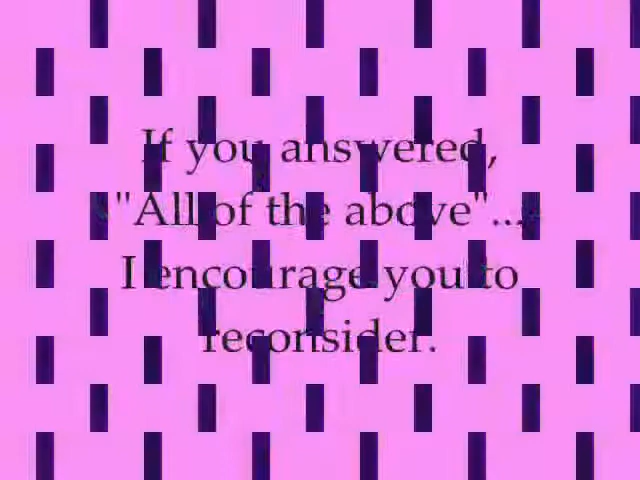 If you answered,
"All of the above"...
I encourage you to
reconsider.